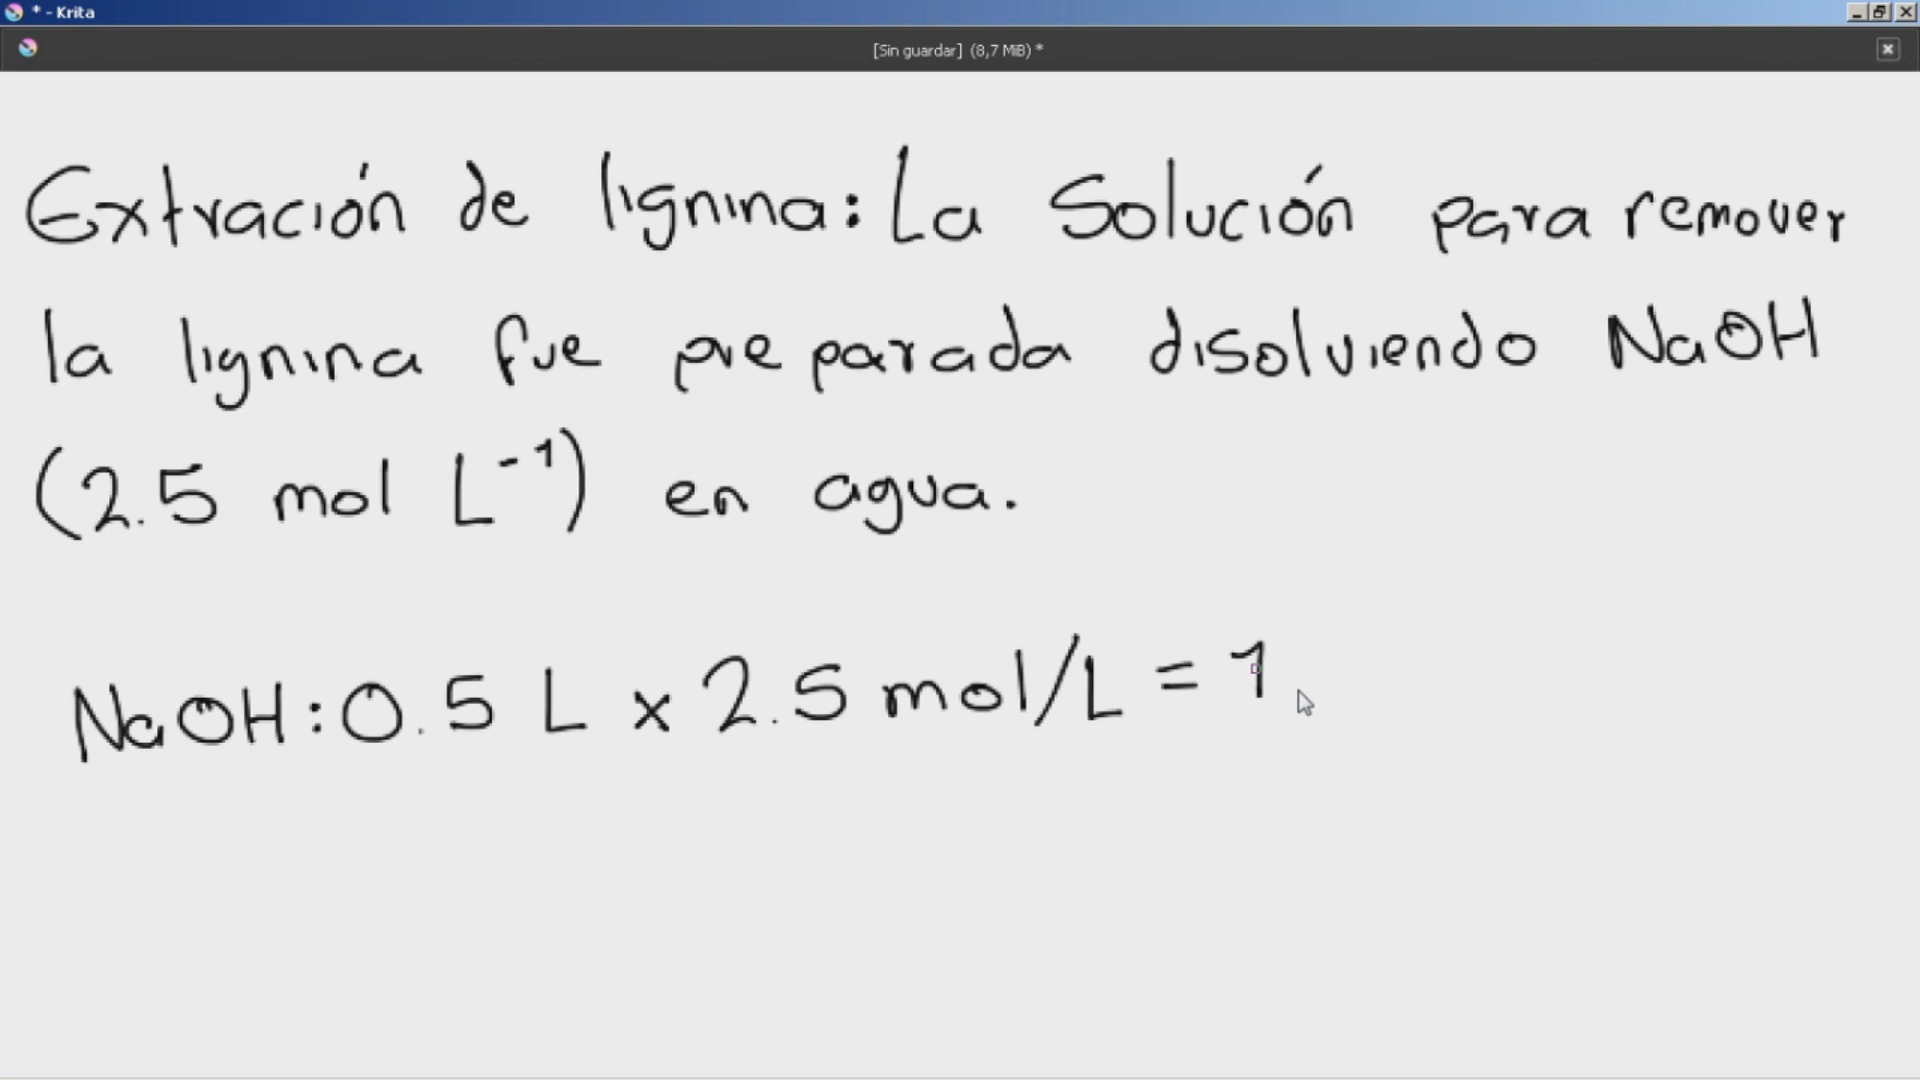 * - Krita
[Sin guardar] (8,7 MiB) *
Extración de lignina: La Solución para remover
la lignina fue preparada disolviendo NaOH
(2.5 mol L⁻¹) en agua.
NaOH: 0.5 L x 2.5 mol/L = 1